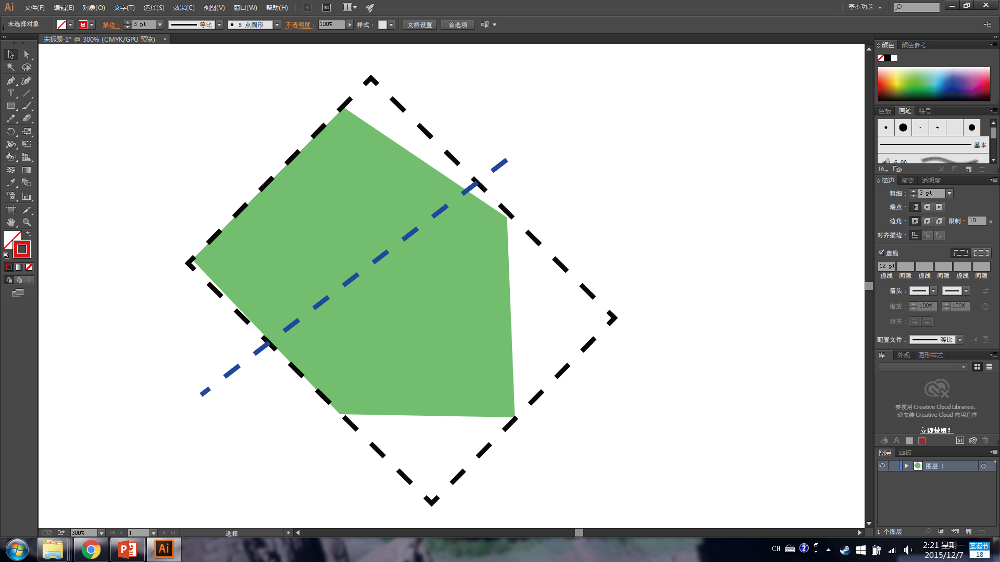 Ai 文件(F) 编辑(E) 对象(O) 文字(T) 选择(S) 效果(C) 视图(V) 窗口(W) 帮助(H) Br St 基本功能
未选择对象 描边: 3 pt 等比 5 点圆形 不透明度: 100% 样式: 文档设置 首选项
未标题-1* @ 300% (CMYK/GPU 预览) ×
颜色 颜色参考
色板 画笔 符号
基本
6.00
描边 渐变 透明度
粗细: 3 pt
端点:
边角: 限制: 10 x
对齐描边:
虚线
12 pt
虚线 间隙 虚线 间隙 虚线 间隙
箭头:
缩放: 100% 100%
对齐:
配置文件: 等比
库 外观 图形样式
要使用 Creative Cloud Libraries,
请安装 Creative Cloud 应用程序
立即获取!
A St
图层 画板
图层 1
1 个图层
300% 1 选择
Ai
CH
2:21 星期一
2015/12/7
圣诞节
18